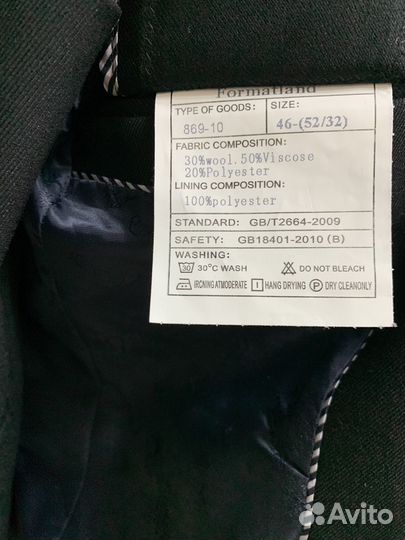 Formatland
TYPE OF GOODS: SIZE:
869-10 46-(52/32)
FABRIC COMPOSITION:
30%wool.50%Viscose
20%Polyester
LINING COMPOSITION:
100%polyester
STANDARD: GB/T2664-2009
SAFETY: GB18401-2010 (B)
WASHING:
30 30°C WASH DO NOT BLEACH
IRCNING ATMODERATE HANG DRYING P DRY CLEANONLY
Avito